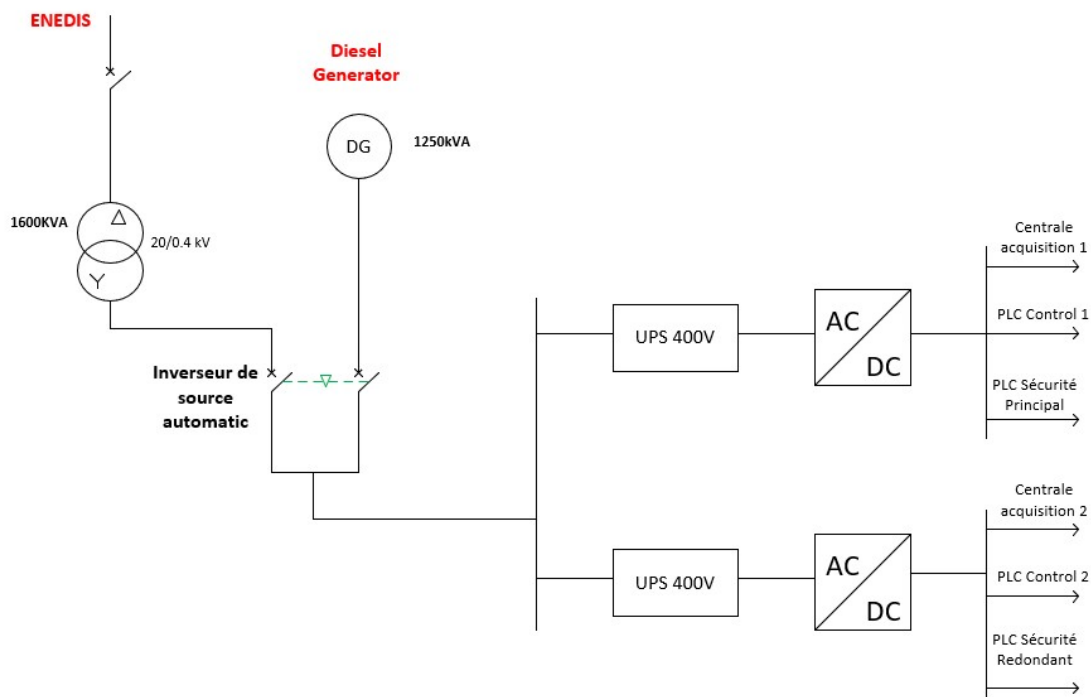 ENEDIS
Diesel
Generator
DG
1250kVA
1600KVA
20/0.4 kV
Y
Inverseur de
source
automatic
UPS 400V
AC
DC
Centrale
acquisition 1
PLC Control 1
PLC Sécurité
Principal
UPS 400V
AC
DC
Centrale
acquisition 2
PLC Control 2
PLC Sécurité
Redondant